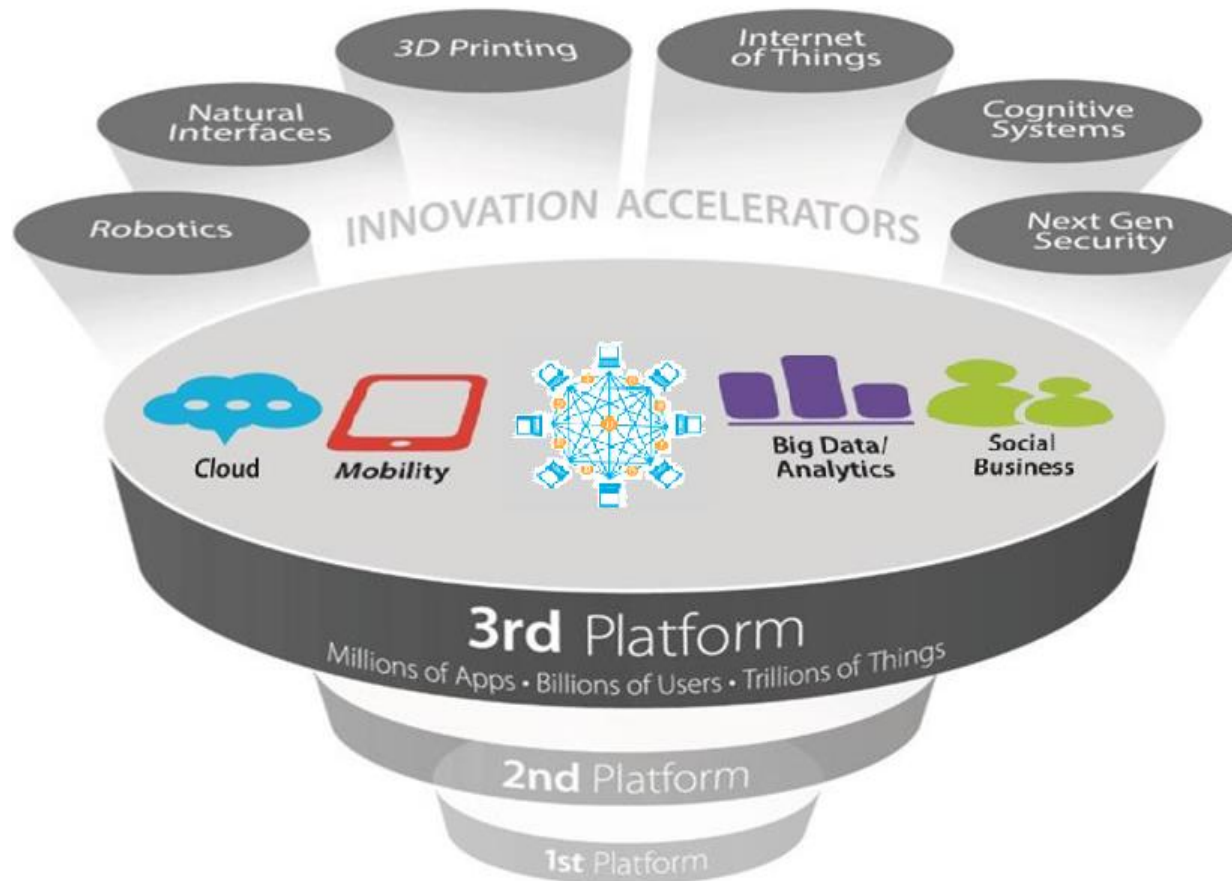 3D Printing
Internet
of Things
Natural
Interfaces
Cognitive
Systems
Robotics
INNOVATION ACCELERATORS
Next Gen
Security
Cloud
Mobility
Big Data/
Analytics
Social
Business
3rd Platform
Millions of Apps • Billions of Users • Trillions of Things
2nd Platform
1st Platform